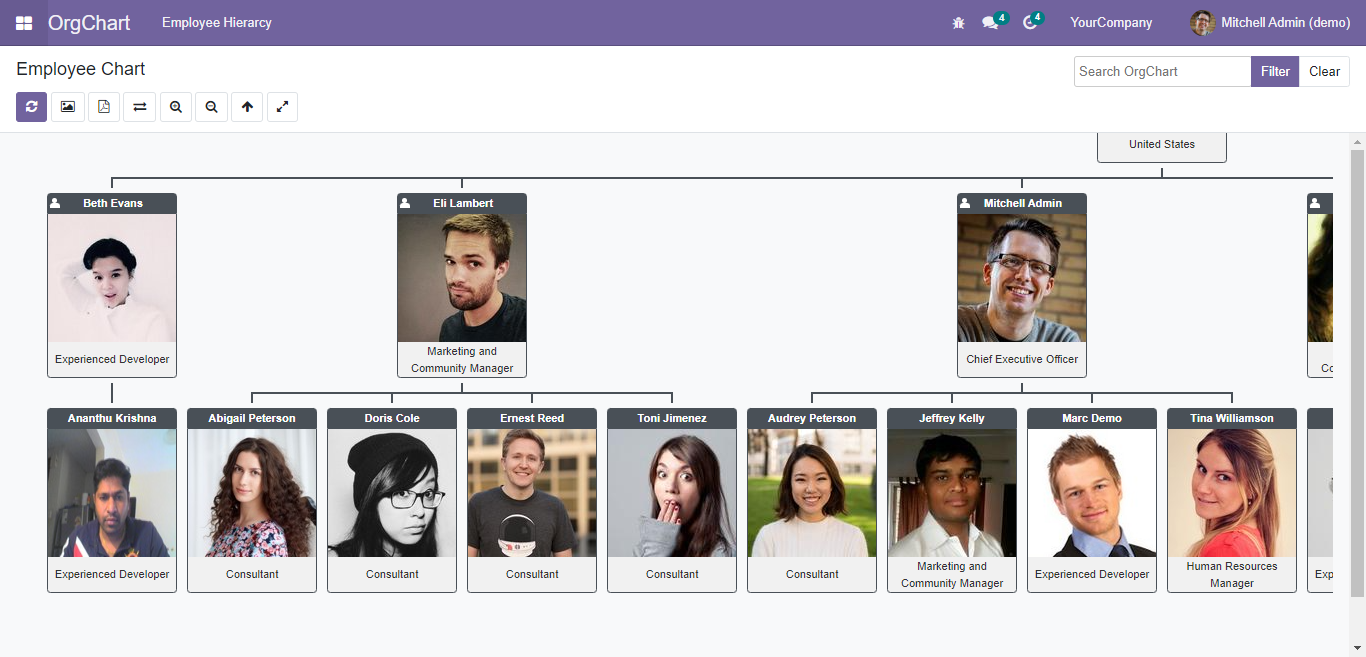 OrgChart
Employee Hierarcy
4
4
YourCompany
Mitchell Admin (demo)
Employee Chart
Search OrgChart
Filter
Clear
United States
Beth Evans
Eli Lambert
Mitchell Admin
Experienced Developer
Marketing and
Community Manager
Chief Executive Officer
Co
Ananthu Krishna
Abigail Peterson
Doris Cole
Ernest Reed
Toni Jimenez
Audrey Peterson
Jeffrey Kelly
Marc Demo
Tina Williamson
Experienced Developer
Consultant
Consultant
Consultant
Consultant
Consultant
Marketing and
Community Manager
Experienced Developer
Human Resources
Manager
Exp